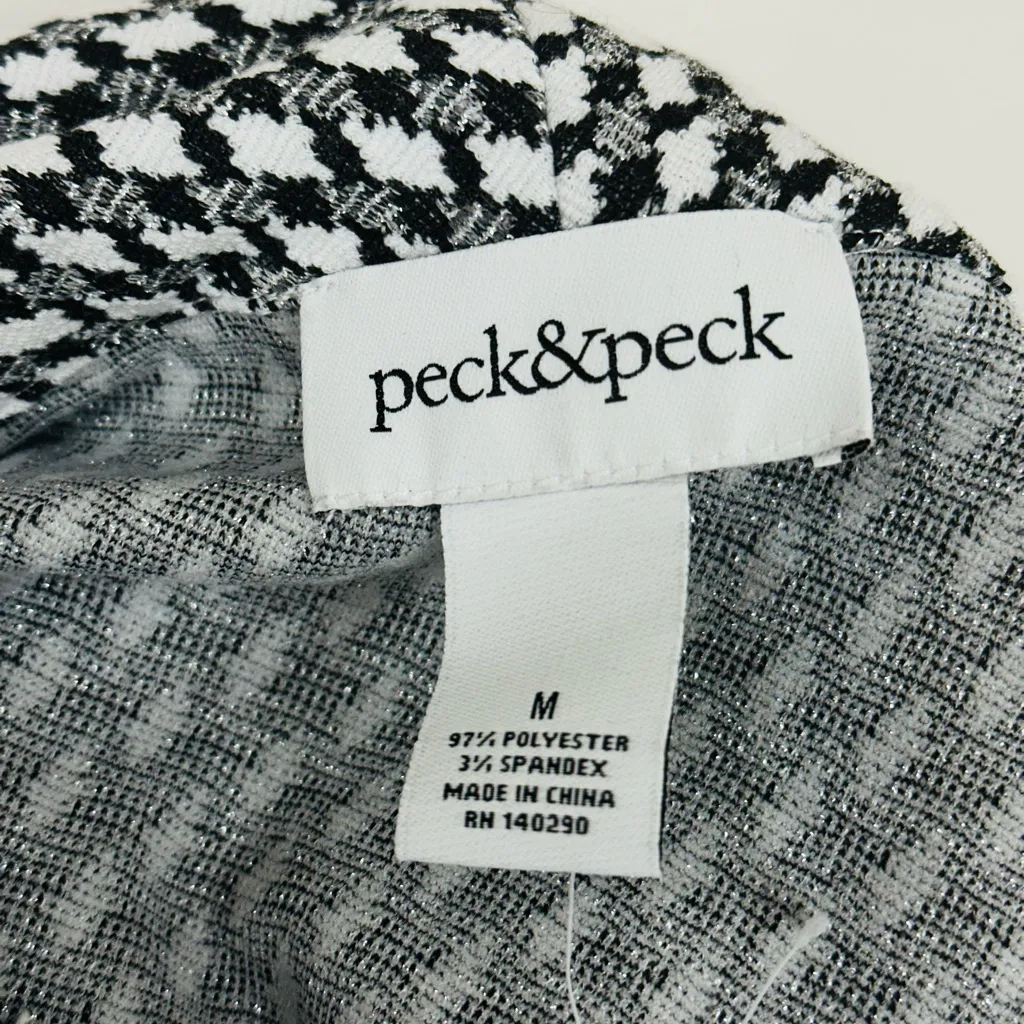 peck&peck
M
97% POLYESTER
3% SPANDEX
MADE IN CHINA
RN 140290